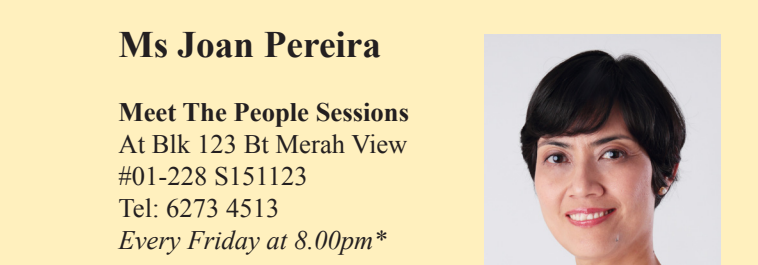 Ms Joan Pereira
Meet The People Sessions
At Blk 123 Bt Merah View
#01-228 S151123
Tel: 6273 4513
Every Friday at 8.00pm*